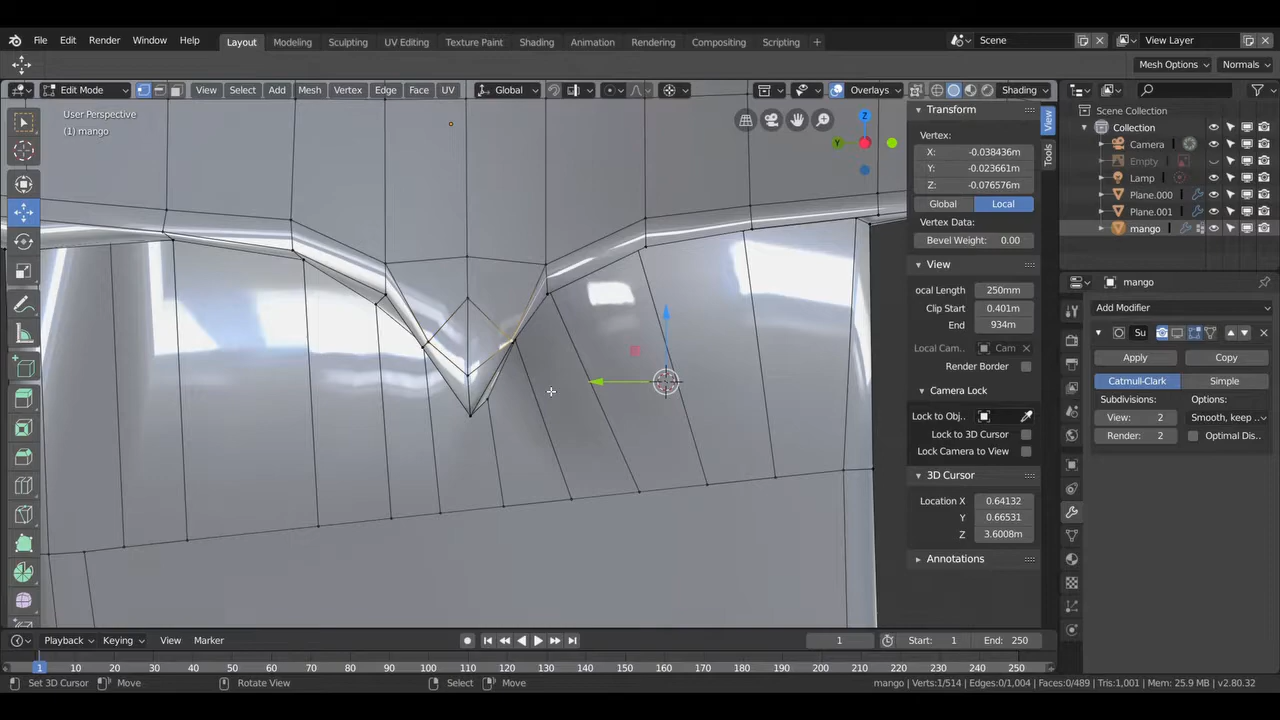 File Edit Render Window Help
Layout Modeling Sculpting UV Editing Texture Paint Shading Animation Rendering Compositing Scripting +
Scene View Layer
Mesh Options Normals
Edit Mode View Select Add Mesh Vertex Edge Face UV Global Overlays Shading
User Perspective
(1) mango
Z
Y
View
Tools
Transform
Vertex:
X: -0.038436m
Y: -0.023661m
Z: -0.076576m
Global Local
Vertex Data:
Bevel Weight: 0.00
View
ocal Length 250mm
Clip Start 0.401m
End 934m
Local Cam.. Cam
Render Border
Camera Lock
Lock to Obj..
Lock to 3D Cursor
Lock Camera to View
3D Cursor
Location X 0.64132
Y 0.66531
Z 3.6008m
Annotations
Scene Collection
Collection
Camera
Empty
Lamp
Plane.000
Plane.001
mango
mango
Add Modifier
Su
Apply Copy
Catmull-Clark Simple
Subdivisions: Options:
View: 2 Smooth, keep ..
Render: 2 Optimal Dis..
Playback Keying View Marker 1 Start: 1 End: 250
1 10 20 30 40 50 60 70 80 90 100 110 120 130 140 150 160 170 180 190 200 210 220 230 240 250
Set 3D Cursor Move Rotate View Select Move mango | Verts:1/514 | Edges:0/1,004 | Faces:0/489 | Tris:1,001 | Mem: 25.9 MB | v2.80.32